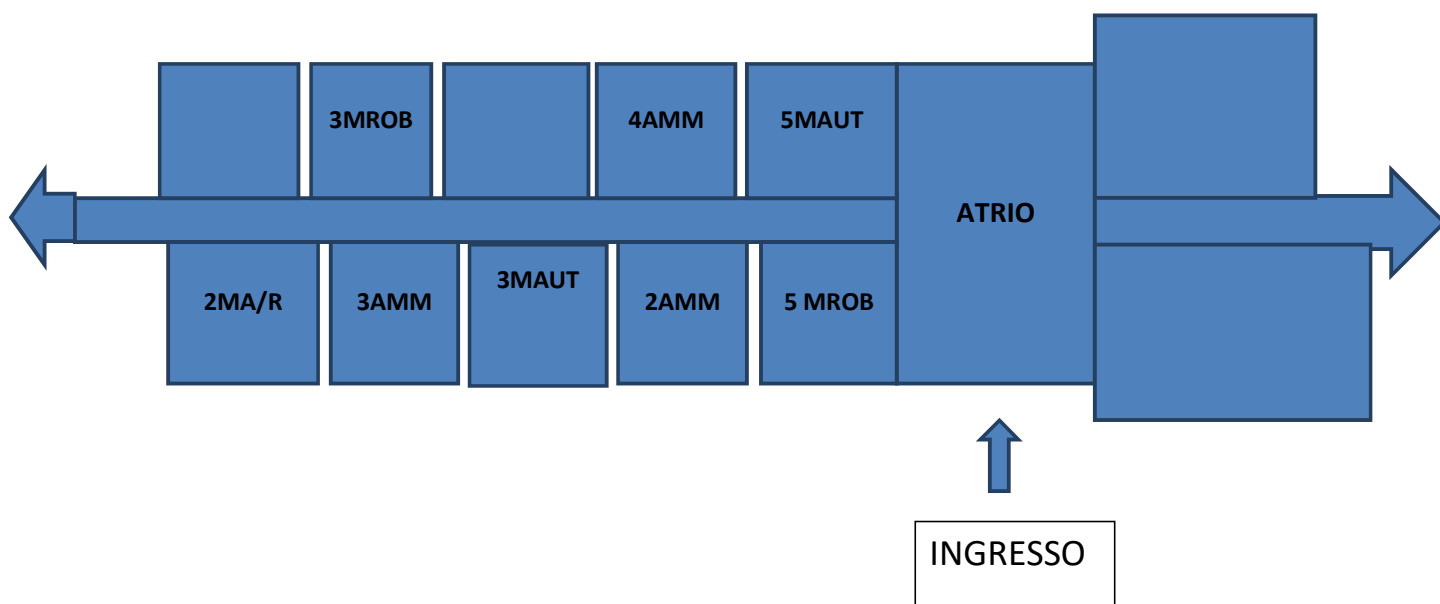 3MROB
4AMM
5MAUT
ATRIO
2MA/R
3AMM
3MAUT
2AMM
5 MROB
INGRESSO